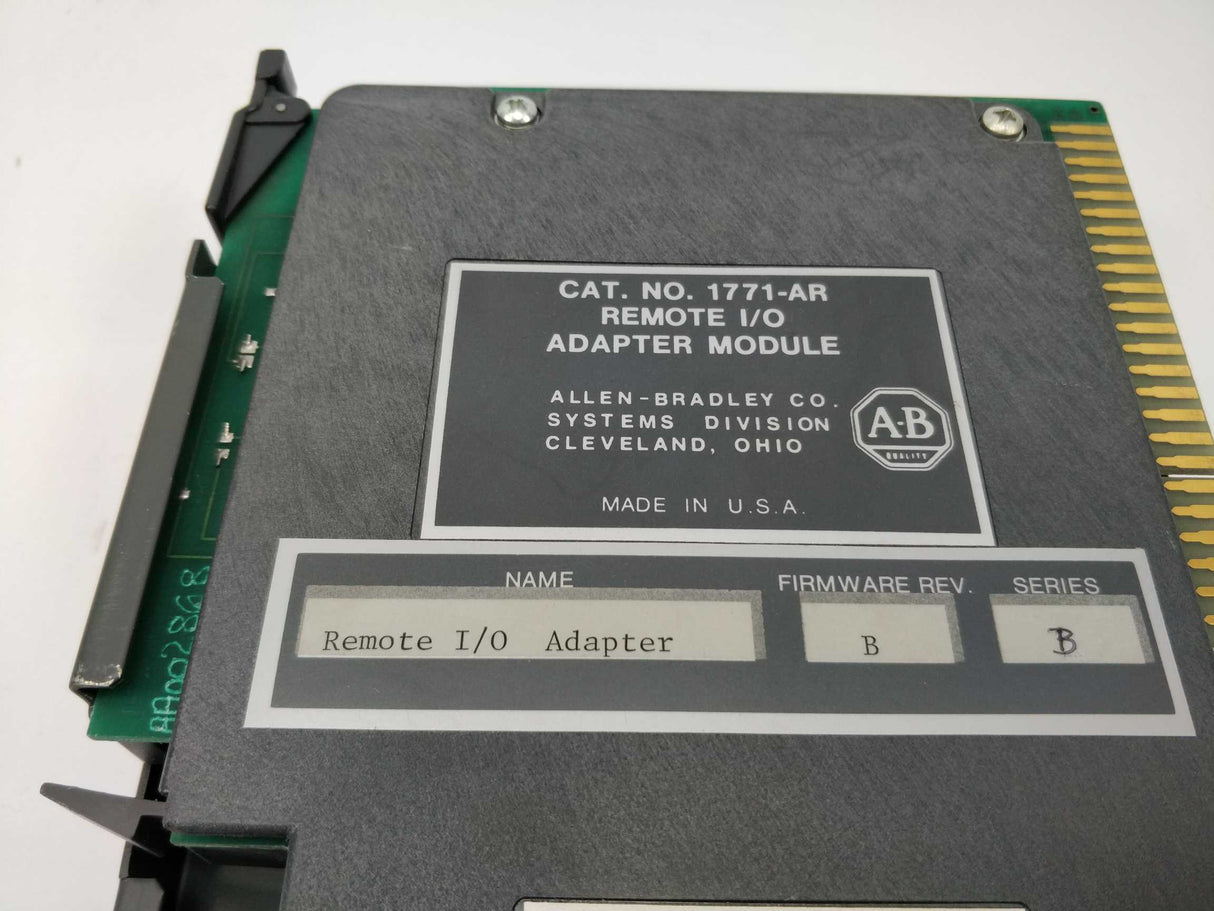 CAT. NO. 1771-AR
REMOTE I/O
ADAPTER MODULE
ALLEN-BRADLEY CO.
SYSTEMS DIVISION
CLEVELAND, OHIO
A-B
QUALITY
MADE IN U.S.A.
NAME FIRMWARE REV. SERIES
Remote I/O Adapter B B